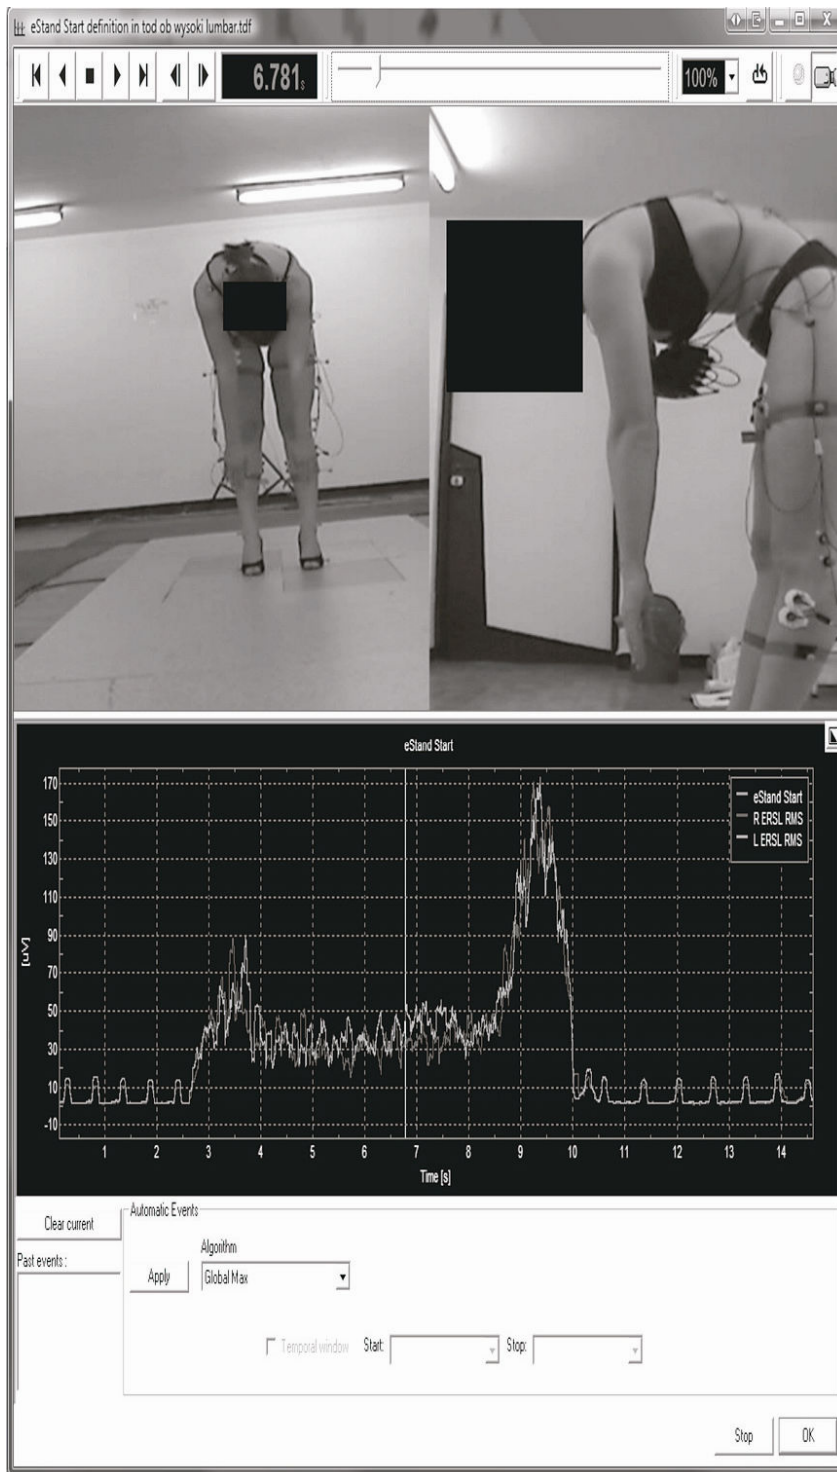 eStand Start definition in tod ob wysoki lumbar.tdf
6.781s
100%
eStand Start
eStand Start
R ERSL RMS
L ERSL RMS
170
150
130
110
90
70
50
30
10
-10
[uV]
1 2 3 4 5 6 7 8 9 10 11 12 13 14
Time [s]
Clear current
Automatic Events
Past events :
Algorithm
Apply
Global Max
Temporal window Start: Stop:
Stop OK